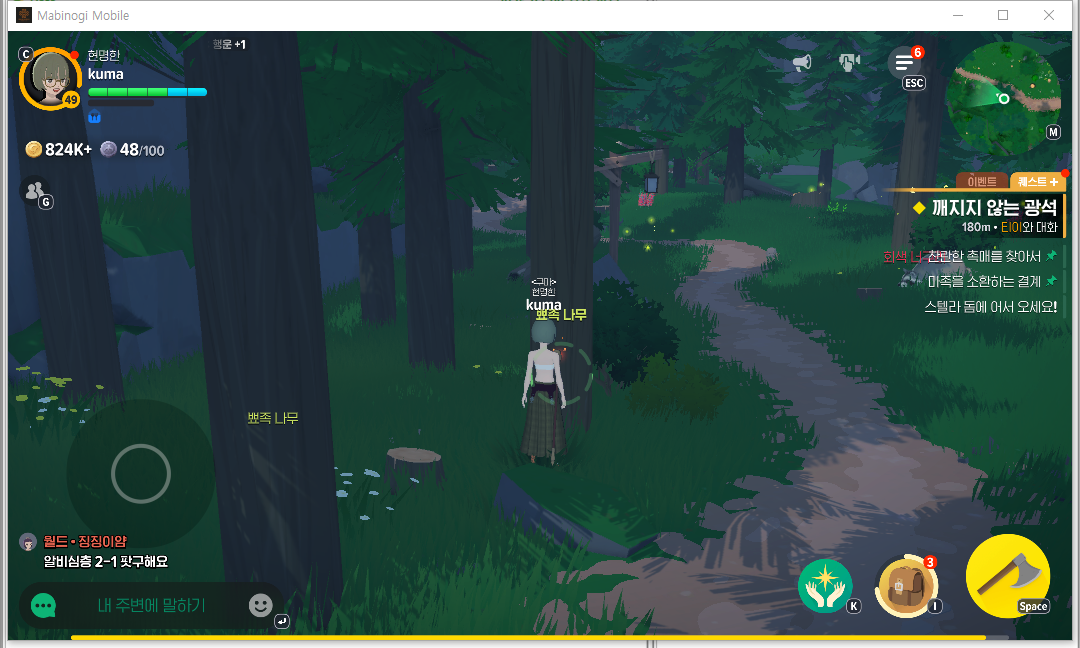 Mabinogi Mobile
C
현명한
kuma
49
행운 +1
6
ESC
M
824K+
48/100
G
이벤트
퀘스트 +
깨지지 않는 광석
180m • 티이와 대화
찬란한 촉매를 찾아서
마족을 소환하는 결계
스텔라 돔에 어서 오세요!
현명한
kuma
뾰족 나무
뾰족 나무
월드 • 징징이얌
알비심층 2-1 팟구해요
내 주변에 말하기
K
3
I
Space